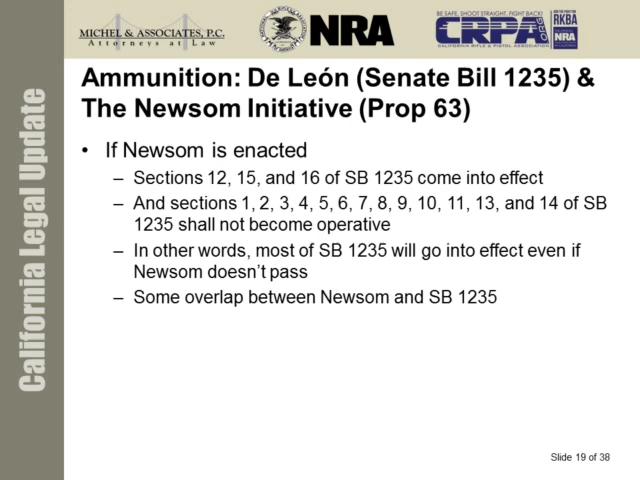 MICHEL & ASSOCIATES, P.C.
Attorneys at Law
NRA
BE SAFE, SHOOT STRAIGHT, FIGHT BACK!
CRPA.ORG
CALIFORNIA RIFLE & PISTOL ASSOCIATION
RKBA
NRA
California Legal Update
Ammunition: De León (Senate Bill 1235) &
The Newsom Initiative (Prop 63)
• If Newsom is enacted
– Sections 12, 15, and 16 of SB 1235 come into effect
– And sections 1, 2, 3, 4, 5, 6, 7, 8, 9, 10, 11, 13, and 14 of SB
1235 shall not become operative
– In other words, most of SB 1235 will go into effect even if
Newsom doesn’t pass
– Some overlap between Newsom and SB 1235
Slide 19 of 38